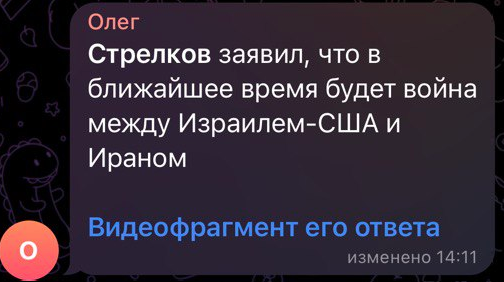 Олег
Стрелков заявил, что в
ближайшее время будет война
между Израилем-США и
Ираном
Видеофрагмент его ответа
изменено 14:11
О